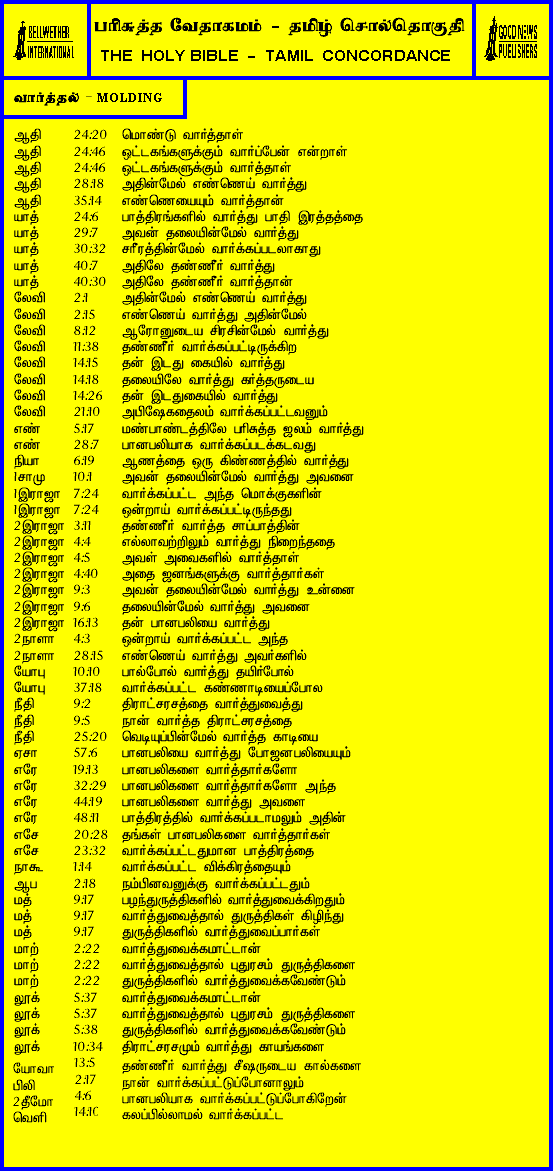 BELLWETHER INTERNATIONAL
பரிசுத்த வேதாகமம் - தமிழ் சொல்தொகுதி
THE HOLY BIBLE - TAMIL CONCORDANCE
GOOD NEWS PUBLISHERS
வார்த்தல் - MOLDING
ஆதி 24:20 மொண்டு வார்த்தாள்
ஆதி 24:46 ஒட்டகங்களுக்கும் வார்ப்பேன் என்றாள்
ஆதி 24:46 ஒட்டகங்களுக்கும் வார்த்தாள்
ஆதி 28:18 அதின்மேல் எண்ணெய் வார்த்து
ஆதி 35:14 எண்ணெயையும் வார்த்தான்
யாத் 24:6 பாத்திரங்களில் வார்த்து பாதி இரத்தத்தை
யாத் 29:7 அவன் தலையின்மேல் வார்த்து
யாத் 30:32 சரீரத்தின்மேல் வார்க்கப்படலாகாது
யாத் 40:7 அதிலே தண்ணீர் வார்த்து
யாத் 40:30 அதிலே தண்ணீர் வார்த்தான்
லேவி 2:1 அதின்மேல் எண்ணெய் வார்த்து
லேவி 2:15 எண்ணெய் வார்த்து அதின்மேல்
லேவி 8:12 ஆரோனுடைய சிரசின்மேல் வார்த்து
லேவி 11:38 தண்ணீர் வார்க்கப்பட்டிருக்கிற
லேவி 14:15 தன் இடது கையில் வார்த்து
லேவி 14:18 தலையிலே வார்த்து கர்த்தருடைய
லேவி 14:26 தன் இடதுகையில் வார்த்து
லேவி 21:10 அபிஷேகதைலம் வார்க்கப்பட்டவனும்
எண் 5:17 மண்பாண்டத்திலே பரிசுத்த ஜலம் வார்த்து
எண் 28:7 பானபலியாக வார்க்கப்படக்கடவது
நியா 6:19 ஆணத்தை ஒரு கிண்ணத்தில் வார்த்து
1சாமு 10:1 அவன் தலையின்மேல் வார்த்து அவனை
1இராஜா 7:24 வார்க்கப்பட்ட அந்த மொக்குகளின்
1இராஜா 7:24 ஒன்றாய் வார்க்கப்பட்டிருந்தது
2இராஜா 3:11 தண்ணீர் வார்த்த சாப்பாத்தின்
2இராஜா 4:4 எல்லாவற்றிலும் வார்த்து நிறைந்ததை
2இராஜா 4:5 அவள் அவைகளில் வார்த்தாள்
2இராஜா 4:40 அதை ஜனங்களுக்கு வார்த்தார்கள்
2இராஜா 9:3 அவன் தலையின்மேல் வார்த்து உன்னை
2இராஜா 9:6 தலையின்மேல் வார்த்து அவனை
2இராஜா 16:13 தன் பானபலியை வார்த்து
2நாளா 4:3 ஒன்றாய் வார்க்கப்பட்ட அந்த
2நாளா 28:15 எண்ணெய் வார்த்து அவர்களில்
யோபு 10:10 பால்போல் வார்த்து தயிர்போல்
யோபு 37:18 வார்க்கப்பட்ட கண்ணாடியைப்போல
நீதி 9:2 திராட்சரசத்தை வார்த்துவைத்து
நீதி 9:5 நான் வார்த்த திராட்சரசத்தை
நீதி 25:20 வெடியுப்பின்மேல் வார்த்த காடியை
ஏசா 57:6 பானபலியை வார்த்து போஜனபலியையும்
எரே 19:13 பானபலிகளை வார்த்தார்களோ
எரே 32:29 பானபலிகளை வார்த்தார்களோ அந்த
எரே 44:19 பானபலிகளை வார்த்து அவளை
எரே 48:11 பாத்திரத்தில் வார்க்கப்படாமலும் அதின்
எசே 20:28 தங்கள் பானபலிகளை வார்த்தார்கள்
எசே 23:32 வார்க்கப்பட்டதுமான பாத்திரத்தை
நாகூ 1:14 வார்க்கப்பட்ட விக்கிரத்தையும்
ஆப 2:18 நம்பினவனுக்கு வார்க்கப்பட்டதும்
மத் 9:17 பழந்துருத்திகளில் வார்த்துவைக்கிறதும்
மத் 9:17 வார்த்துவைத்தால் துருத்திகள் கிழிந்து
மத் 9:17 துருத்திகளில் வார்த்துவைப்பார்கள்
மாற் 2:22 வார்த்துவைக்கமாட்டான்
மாற் 2:22 வார்த்துவைத்தால் புதுரசம் துருத்திகளை
மாற் 2:22 துருத்திகளில் வார்த்துவைக்கவேண்டும்
லூக் 5:37 வார்த்துவைக்கமாட்டான்
லூக் 5:37 வார்த்துவைத்தால் புதுரசம் துருத்திகளை
லூக் 5:38 துருத்திகளில் வார்த்துவைக்கவேண்டும்
லூக் 10:34 திராட்சரசமும் வார்த்து காயங்களை
யோவா 13:5 தண்ணீர் வார்த்து சீஷருடைய கால்களை
பிலி 2:17 நான் வார்க்கப்பட்டுப்போனாலும்
2தீமோ 4:6 பானபலியாக வார்க்கப்பட்டுப்போகிறேன்
வெளி 14:10 கலப்பில்லாமல் வார்க்கப்பட்ட